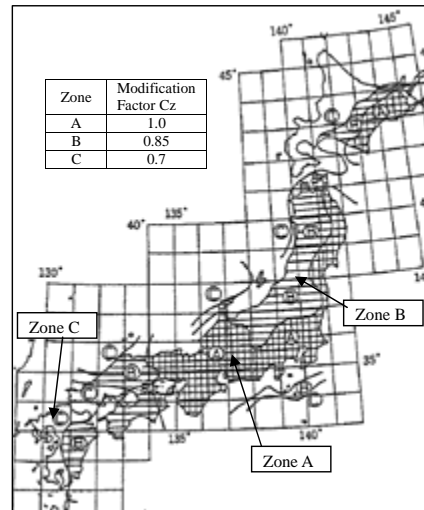 140°
145°
45°
Zone Modification Factor Cz
A 1.0
B 0.85
C 0.7
A
B
C
40°
135°
C
B
130°
B
Zone C
C
C
Zone B
A
A
35°
B
C
C
C
B
135
140°
Zone A